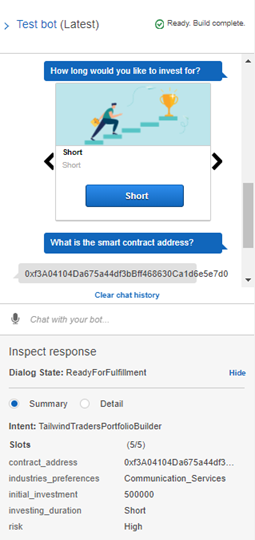 Test bot (Latest)
Ready. Build complete.
How long would you like to invest for?
Short
Short
Short
What is the smart contract address?
0xf3A04104Da675a44df3bBff468630Ca1d6e5e7d0
Clear chat history
Chat with your bot...
Inspect response
Dialog State: ReadyForFulfillment
Hide
Summary
Detail
Intent: TailwindTradersPortfolioBuilder
Slots (5/5)
contract_address 0xf3A04104Da675a44df3...
industries_preferences Communication_Services
initial_investment 500000
investing_duration Short
risk High